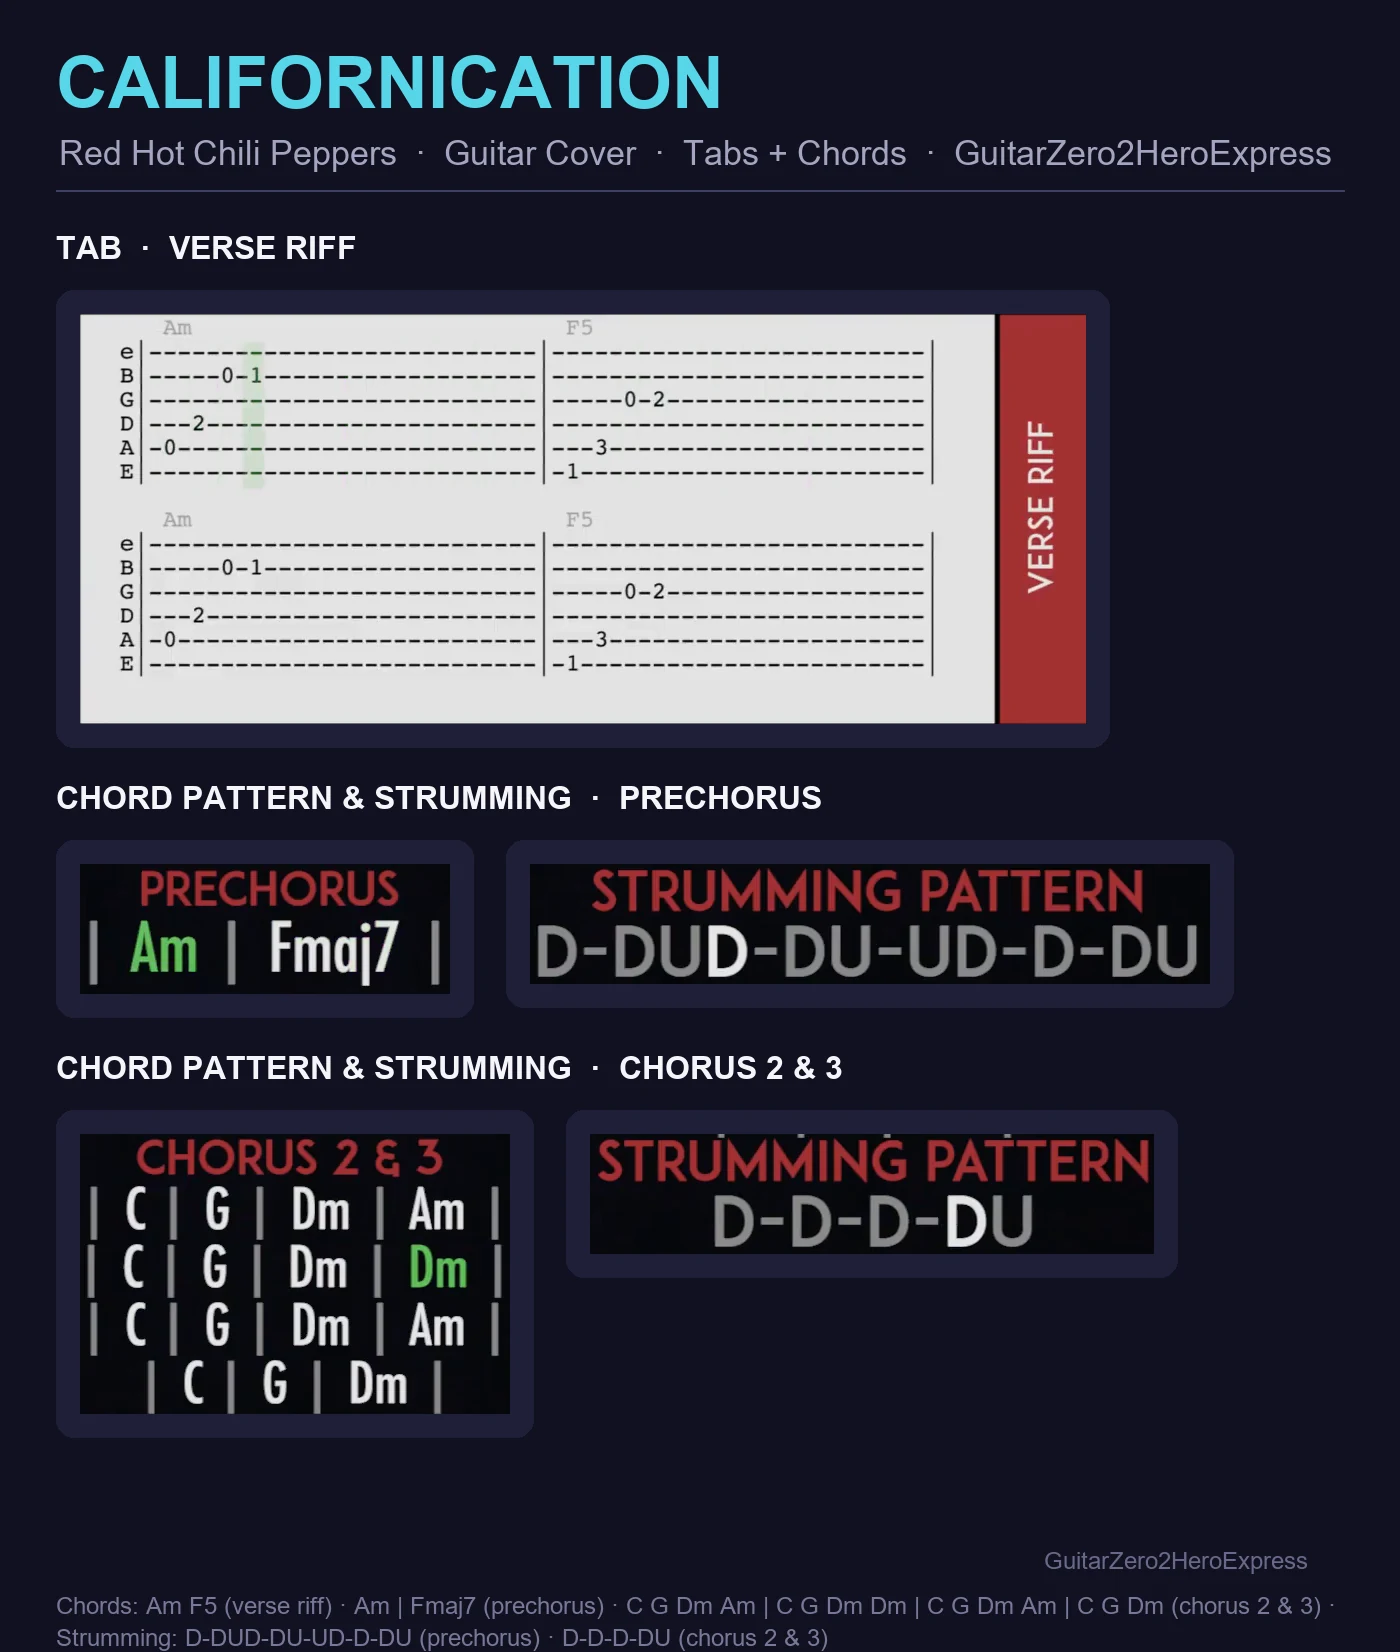 CALIFORNICATION
Red Hot Chili Peppers · Guitar Cover · Tabs + Chords · GuitarZero2HeroExpress
TAB · VERSE RIFF
Am F5
e|---------------------------|--------------------------|
B|-----0-1-------------------|--------------------------|
G|---------------------------|-----0-2------------------|
D|---2-----------------------|--------------------------|
A|-0-------------------------|---3----------------------|
E|---------------------------|-1------------------------|
Am F5
e|---------------------------|--------------------------|
B|-----0-1-------------------|--------------------------|
G|---------------------------|-----0-2------------------|
D|---2-----------------------|--------------------------|
A|-0-------------------------|---3----------------------|
E|---------------------------|-1------------------------|
VERSE RIFF
CHORD PATTERN & STRUMMING · PRECHORUS
PRECHORUS
| Am | Fmaj7 |
STRUMMING PATTERN
D-DUD-DU-UD-D-DU
CHORD PATTERN & STRUMMING · CHORUS 2 & 3
CHORUS 2 & 3
| C | G | Dm | Am |
| C | G | Dm | Dm |
| C | G | Dm | Am |
| C | G | Dm |
STRUMMING PATTERN
D-D-D-DU
GuitarZero2HeroExpress
Chords: Am F5 (verse riff) · Am | Fmaj7 (prechorus) · C G Dm Am | C G Dm Dm | C G Dm Am | C G Dm (chorus 2 & 3) ·
Strumming: D-DUD-DU-UD-D-DU (prechorus) · D-D-D-DU (chorus 2 & 3)